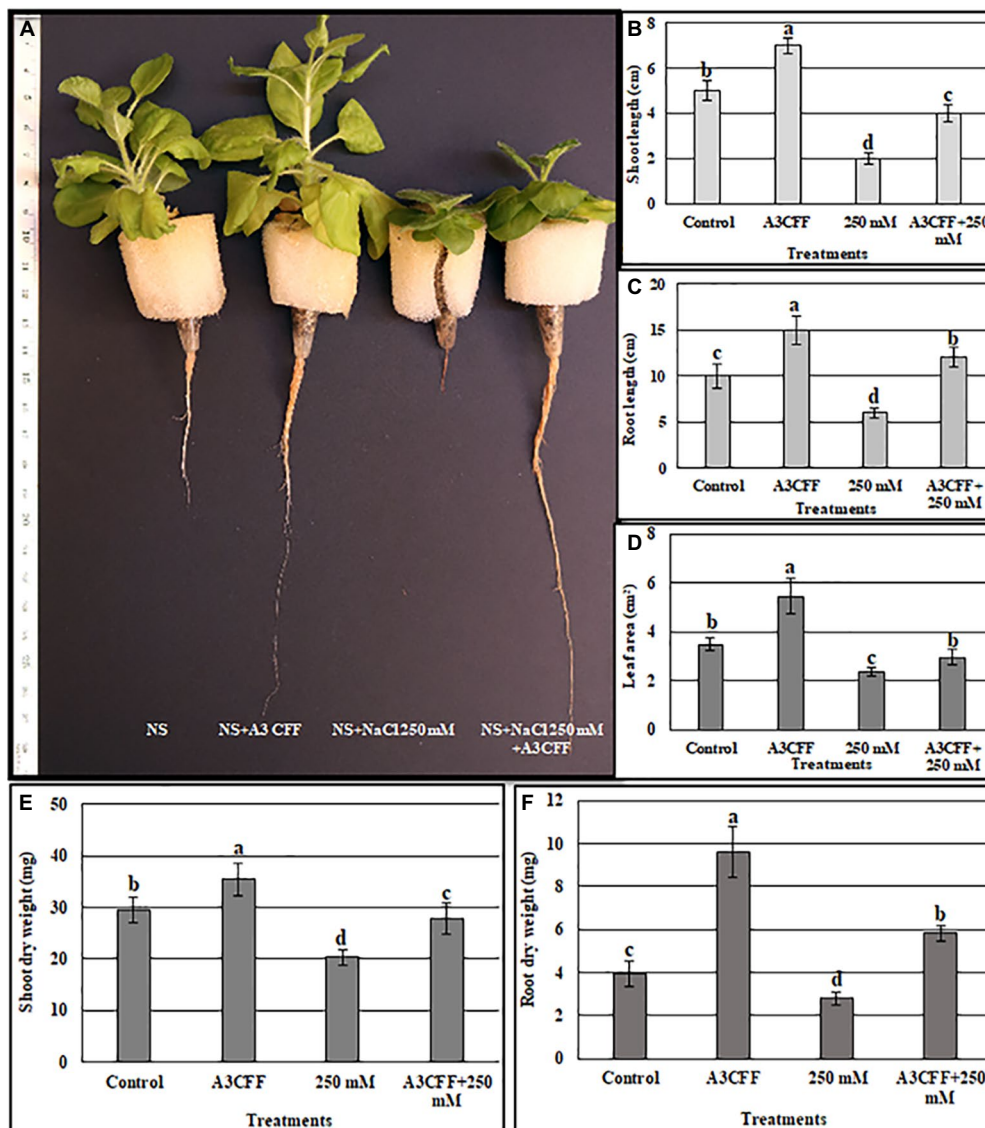 A
NS
NS+A3 CFF
NS+NaCl250 mM
NS+NaCl250 mM
+A3CFF
B
Shoot length (cm)
8
6
4
2
0
b
a
d
c
Control
A3CFF
250 mM
A3CFF+250
mM
Treatments
C
Root length (cm)
20
15
10
5
0
c
a
d
b
Control
A3CFF
250 mM
A3CFF+
250 mM
Treatments
D
Leaf area (cm²)
8
6
4
2
0
b
a
c
b
Control
A3CFF
250 mM
A3CFF+
250 mM
Treatments
E
Shoot dry weight (mg)
50
40
30
20
10
0
b
a
d
c
Control
A3CFF
250 mM
A3CFF+250
mM
Treatments
F
Root dry weight (mg)
12
10
8
6
4
2
0
c
a
d
b
Control
A3CFF
250 mM
A3CFF+250
mM
Treatments